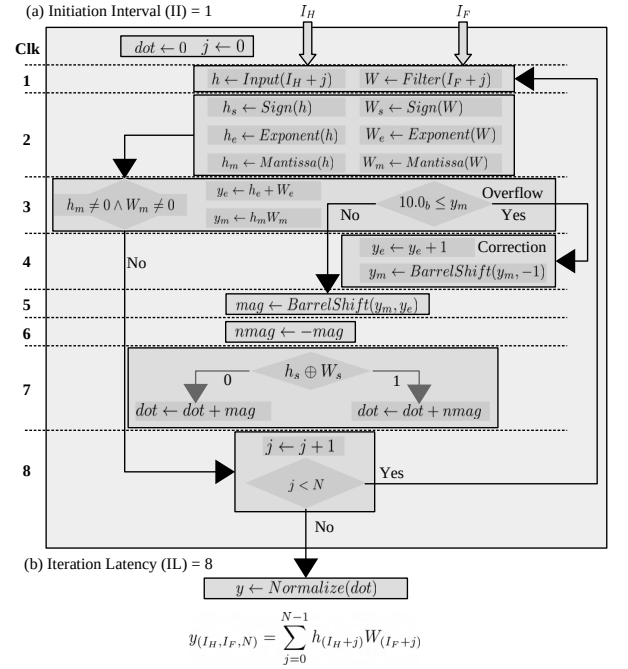 (a) Initiation Interval (II) = 1
I_H I_F
Clk
dot ← 0 j ← 0
1
h ← Input(I_H + j) W ← Filter(I_F + j)
2
h_s ← Sign(h) W_s ← Sign(W)
h_e ← Exponent(h) W_e ← Exponent(W)
h_m ← Mantissa(h) W_m ← Mantissa(W)
3
h_m ≠ 0 ∧ W_m ≠ 0
y_e ← h_e + W_e
y_m ← h_m W_m
No
10.0_b ≤ y_m
Overflow
Yes
4
No
y_e ← y_e + 1 Correction
y_m ← BarrelShift(y_m, −1)
5
mag ← BarrelShift(y_m, y_e)
6
nmag ← −mag
7
0 h_s ⊕ W_s 1
dot ← dot + mag dot ← dot + nmag
8
j ← j + 1
j < N Yes
No
(b) Iteration Latency (IL) = 8
y ← Normalize(dot)
y_(I_H,I_F,N) = ∑_{j=0}^{N−1} h_(I_H+j) W_(I_F+j)